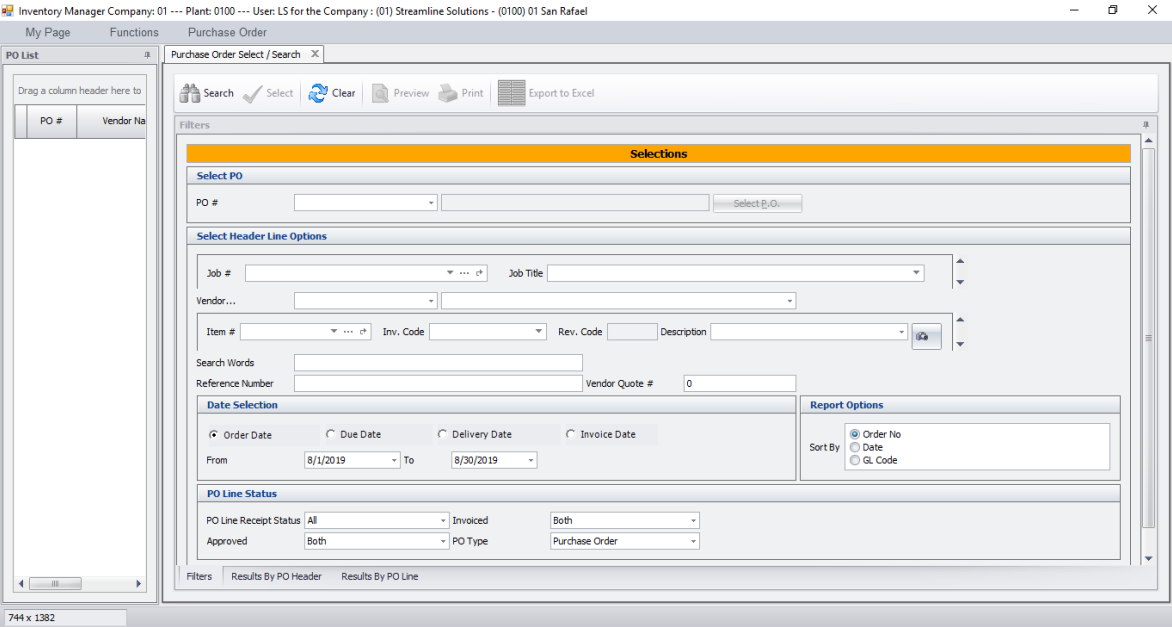 Inventory Manager Company: 01 --- Plant: 0100 --- User: LS for the Company : (01) Streamline Solutions - (0100) 01 San Rafael
My Page Functions Purchase Order
PO List
Purchase Order Select / Search X
Drag a column header here to
PO # Vendor Na
Search Select Clear Preview Print Export to Excel
Filters
Selections
Select PO
PO # Select P.O.
Select Header Line Options
Job # Job Title
Vendor...
Item # Inv. Code Rev. Code Description
Search Words
Reference Number Vendor Quote # 0
Date Selection
Order Date Due Date Delivery Date Invoice Date
From 8/1/2019 To 8/30/2019
Report Options
Sort By
Order No
Date
GL Code
PO Line Status
PO Line Receipt Status All Invoiced Both
Approved Both PO Type Purchase Order
Filters Results By PO Header Results By PO Line
744 x 1382